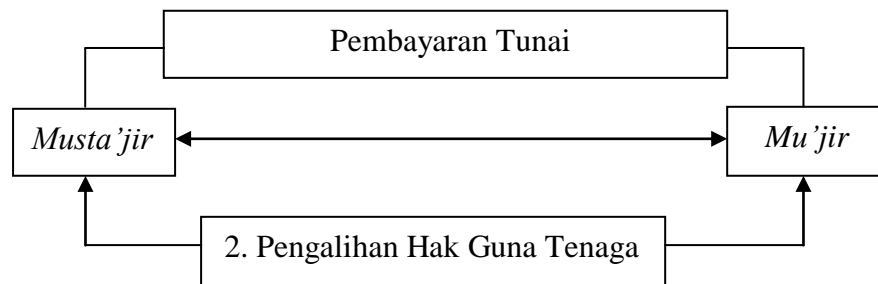 Pembayaran Tunai
Musta’jir
Mu’jir
2. Pengalihan Hak Guna Tenaga